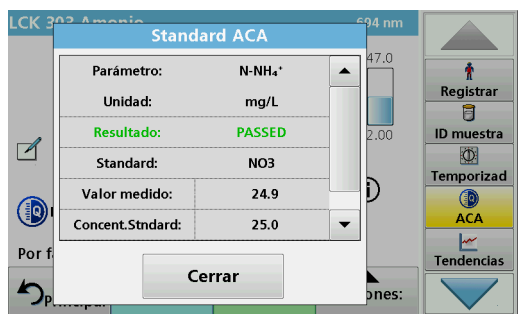 LCK 303 Amonio
694 nm
Standard ACA
Parámetro: N-NH₄⁺
Unidad: mg/L
Resultado: PASSED
Standard: NO3
Valor medido: 24.9
Concent.Stndard: 25.0
Cerrar
47.0
2.00
i
Por f
Principal
ones:
Registrar
ID muestra
Temporizad
ACA
Tendencias